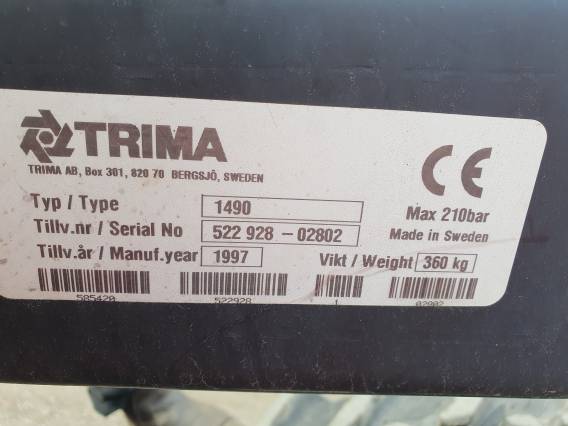 TRIMA
TRIMA AB, Box 301, 820 70 BERGSJÖ, SWEDEN
CE
Typ / Type 1490
Max 210bar
Tillv.nr / Serial No 522 928 - 02802
Made in Sweden
Tillv.år / Manuf.year 1997
Vikt / Weight 360 kg
585420 522928 1 02802